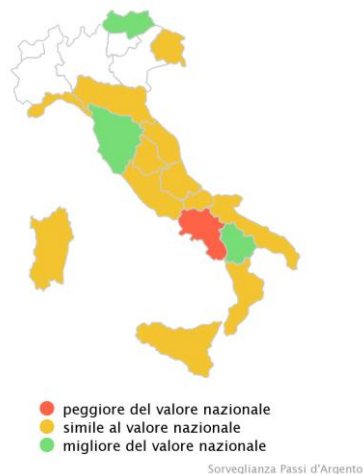 peggiore del valore nazionale
simile al valore nazionale
migliore del valore nazionale
Sorveglianza Passi d'Argento